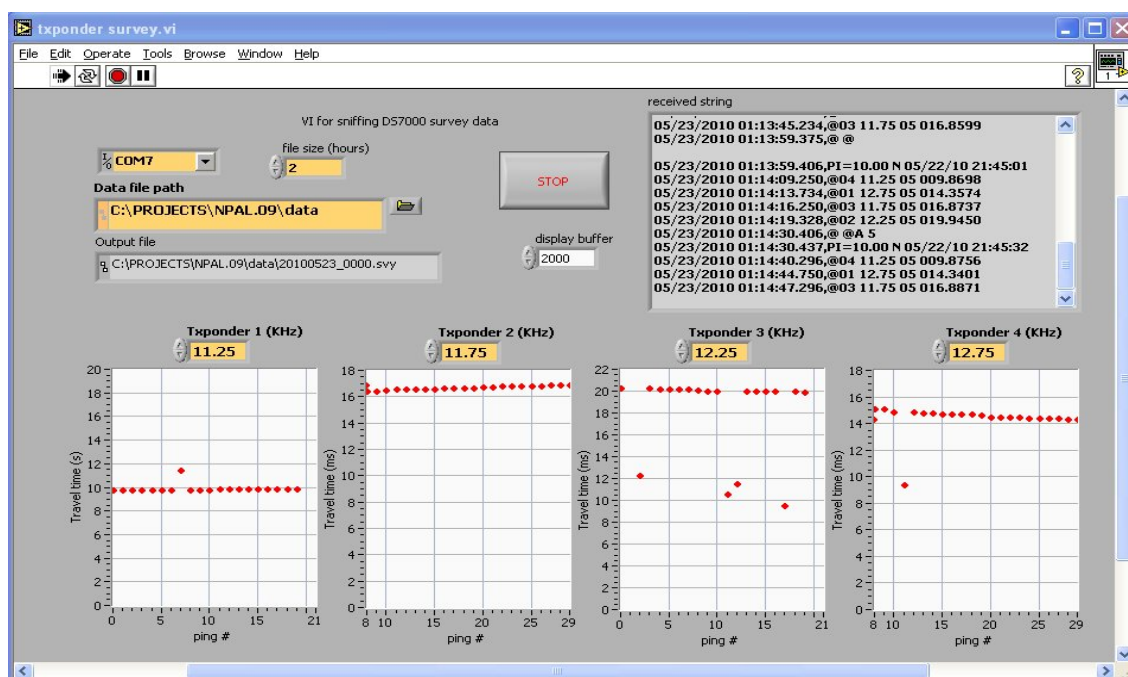 txponder survey.vi
File Edit Operate Tools Browse Window Help
?
1
VI for sniffing DS7000 survey data
received string
05/23/2010 01:13:45.234,@03 11.75 05 016.8599
05/23/2010 01:13:59.375,@ @
05/23/2010 01:13:59.406,PI=10.00 N 05/22/10 21:45:01
05/23/2010 01:14:09.250,@04 11.25 05 009.8698
05/23/2010 01:14:13.734,@01 12.75 05 014.3574
05/23/2010 01:14:16.250,@03 11.75 05 016.8737
05/23/2010 01:14:19.328,@02 12.25 05 019.9450
05/23/2010 01:14:30.406,@ @A 5
05/23/2010 01:14:30.437,PI=10.00 N 05/22/10 21:45:32
05/23/2010 01:14:40.296,@04 11.25 05 009.8756
05/23/2010 01:14:44.750,@01 12.75 05 014.3401
05/23/2010 01:14:47.296,@03 11.75 05 016.8871
I/O COM7
file size (hours)
2
STOP
Data file path
C:\PROJECTS\NPAL.09\data
Output file
C:\PROJECTS\NPAL.09\data\20100523_0000.svy
display buffer
2000
Txponder 1 (KHz)
11.25
20
18
16
14
12
10
8
6
4
2
0
Travel time (s)
0 5 10 15 21
ping #
Txponder 2 (KHz)
11.75
18
16
14
12
10
8
6
4
2
0
Travel time (ms)
8 10 15 20 25 29
ping #
Txponder 3 (KHz)
12.25
22
20
18
16
14
12
10
8
6
4
2
0
Travel time (ms)
0 5 10 15 21
ping #
Txponder 4 (KHz)
12.75
18
16
14
12
10
8
6
4
2
0
Travel time (ms)
8 10 15 20 25 29
ping #